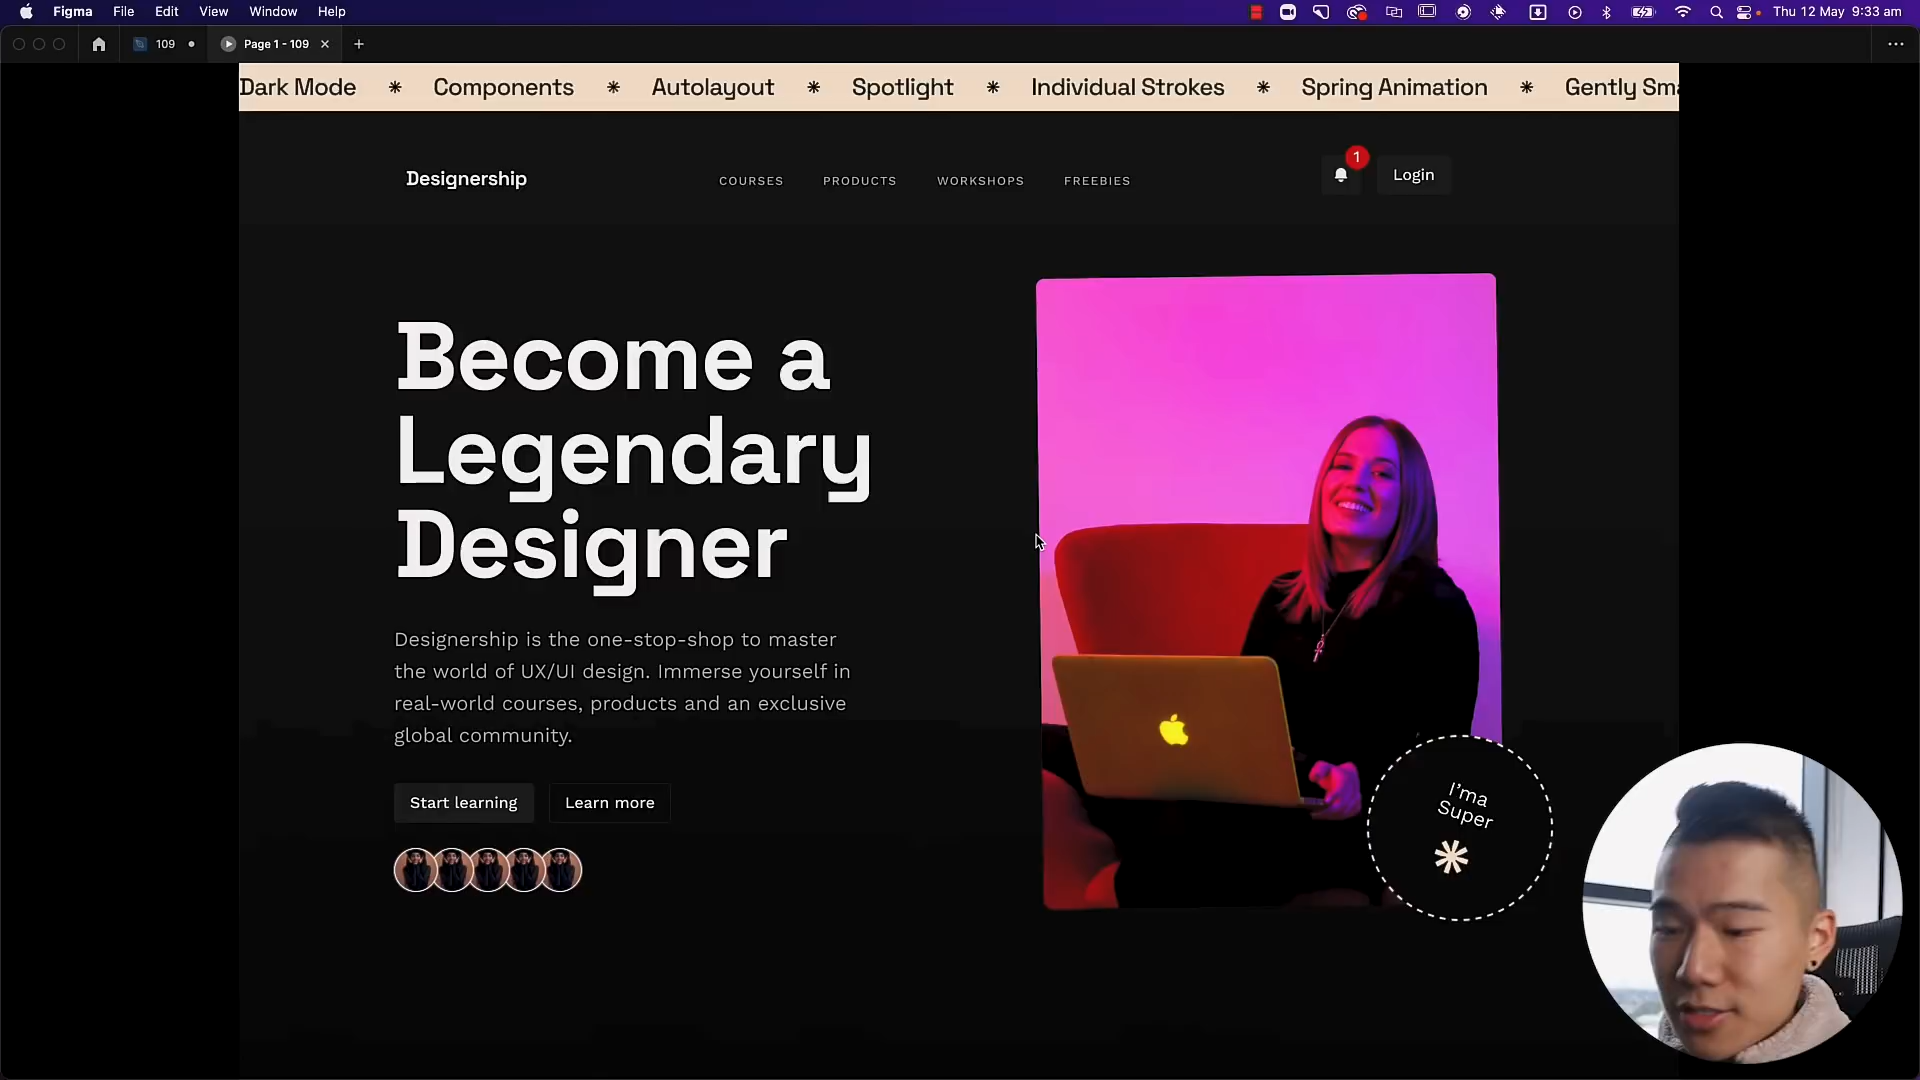 Figma File Edit View Window Help Thu 12 May 9:33 am
109 Page 1 - 109
Dark Mode Components Autolayout Spotlight Individual Strokes Spring Animation Gently Sma
Designership COURSES PRODUCTS WORKSHOPS FREEBIES 1 Login
Become a
Legendary
Designer
Designership is the one-stop-shop to master
the world of UX/UI design. Immerse yourself in
real-world courses, products and an exclusive
global community.
Start learning Learn more
I'ma
Super